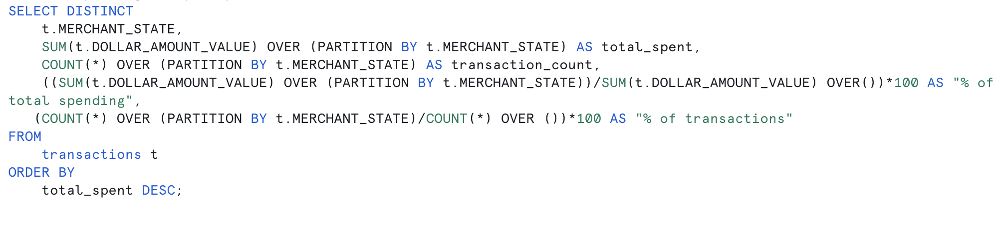 SELECT DISTINCT
    t.MERCHANT_STATE,
    SUM(t.DOLLAR_AMOUNT_VALUE) OVER (PARTITION BY t.MERCHANT_STATE) AS total_spent,
    COUNT(*) OVER (PARTITION BY t.MERCHANT_STATE) AS transaction_count,
    ((SUM(t.DOLLAR_AMOUNT_VALUE) OVER (PARTITION BY t.MERCHANT_STATE))/SUM(t.DOLLAR_AMOUNT_VALUE) OVER())*100 AS "% of
total spending",
   (COUNT(*) OVER (PARTITION BY t.MERCHANT_STATE)/COUNT(*) OVER ())*100 AS "% of transactions"
FROM
    transactions t
ORDER BY
    total_spent DESC;